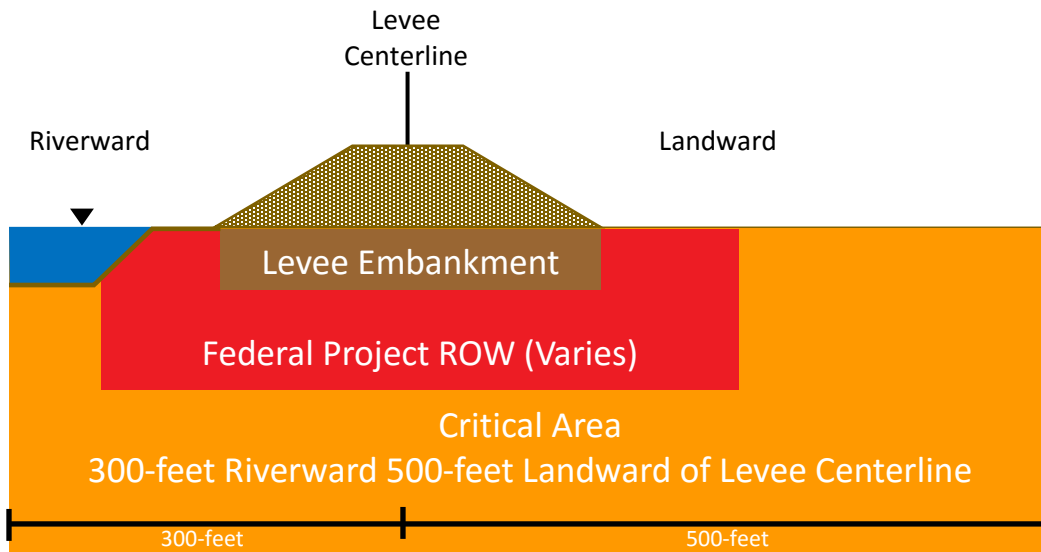 Levee
Centerline
Riverward
Landward
Levee Embankment
Federal Project ROW (Varies)
Critical Area
300-feet Riverward 500-feet Landward of Levee Centerline
300-feet
500-feet